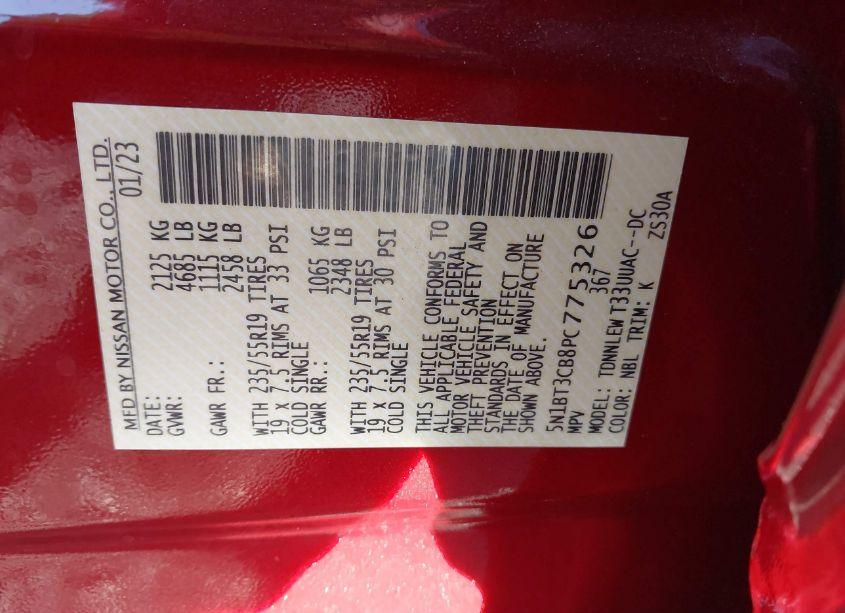 MFD BY NISSAN MOTOR CO., LTD.
DATE: 01/23
GVWR: 2125 KG
4685 LB
GAWR FR.: 1115 KG
2458 LB
WITH 235/55R19 TIRES
19 x 7.5 RIMS AT 33 PSI
COLD SINGLE
GAWR RR.: 1065 KG
2348 LB
WITH 235/55R19 TIRES
19 x 7.5 RIMS AT 30 PSI
COLD SINGLE
THIS VEHICLE CONFORMS TO
ALL APPLICABLE FEDERAL
MOTOR VEHICLE SAFETY AND
THEFT PREVENTION
STANDARDS IN EFFECT ON
THE DATE OF MANUFACTURE
SHOWN ABOVE.
5N1BT3CB8PC775326
MPV 367
MODEL: TDNNLEWT33UUAC--DC
COLOR: NBL TRIM: K ZS30A